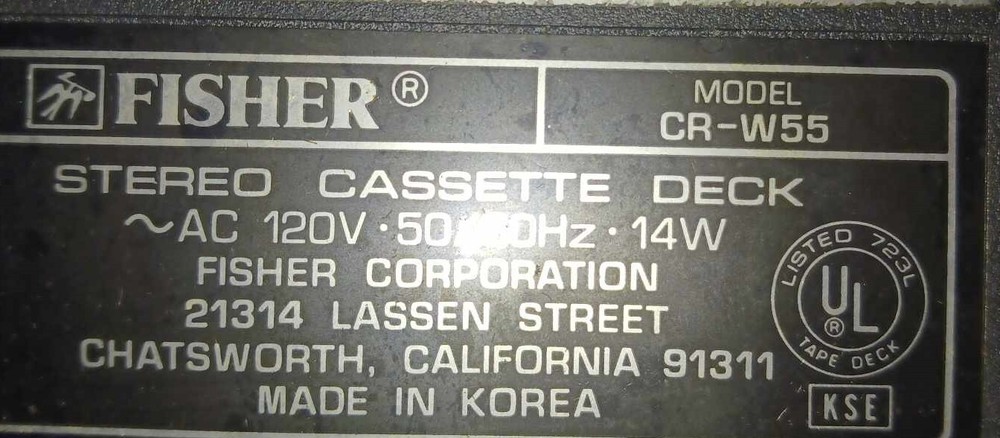 FISHER®
MODEL
CR-W55
STEREO CASSETTE DECK
~AC 120V · 50/60Hz · 14W
FISHER CORPORATION
21314 LASSEN STREET
CHATSWORTH, CALIFORNIA 91311
MADE IN KOREA
LISTED 723L
UL®
TAPE DECK
KSE